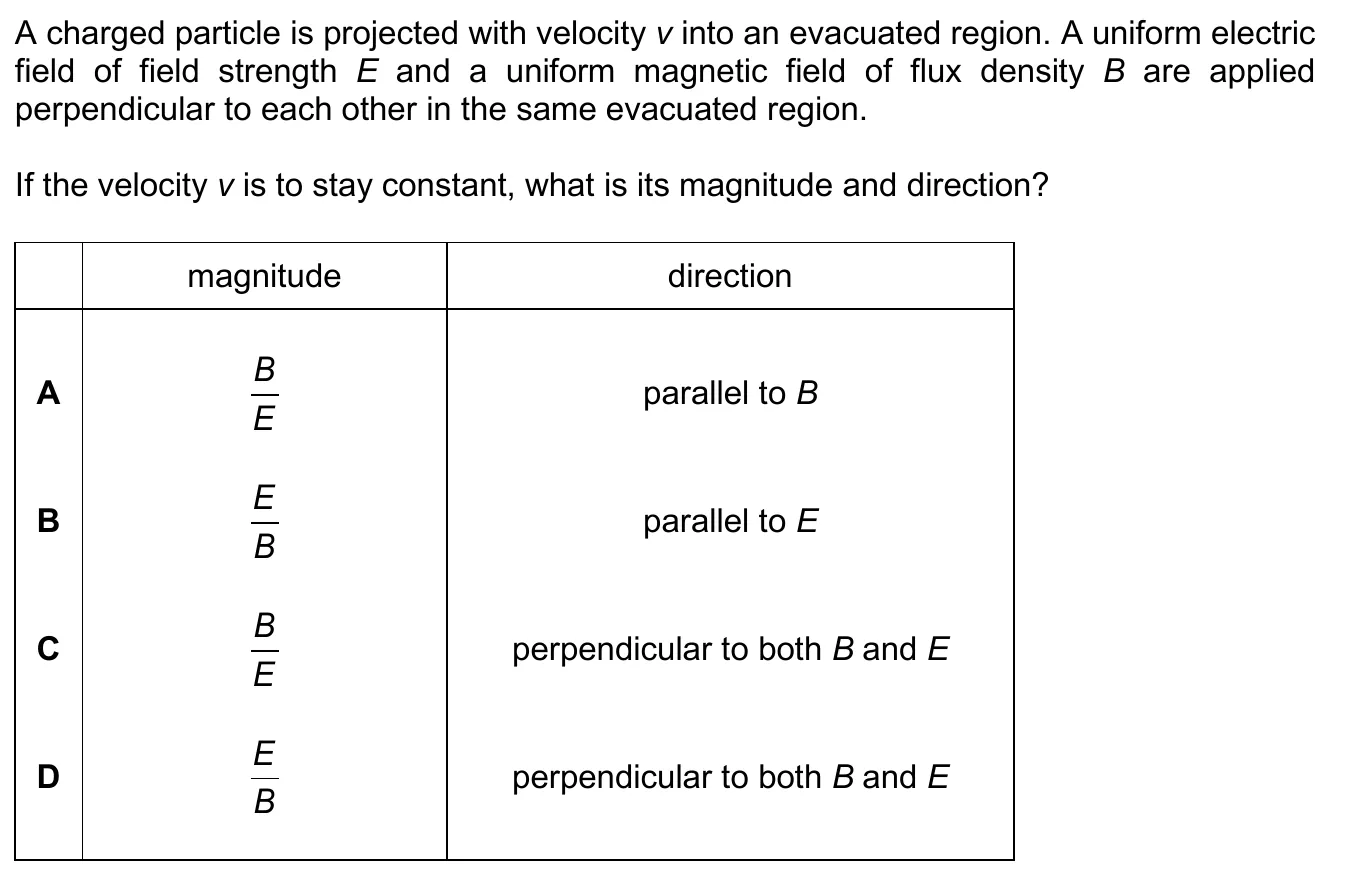 A charged particle is projected with velocity v into an evacuated region. A uniform electric
field of field strength E and a uniform magnetic field of flux density B are applied
perpendicular to each other in the same evacuated region.
If the velocity v is to stay constant, what is its magnitude and direction?
magnitude direction
A B/E parallel to B
B E/B parallel to E
C B/E perpendicular to both B and E
D E/B perpendicular to both B and E